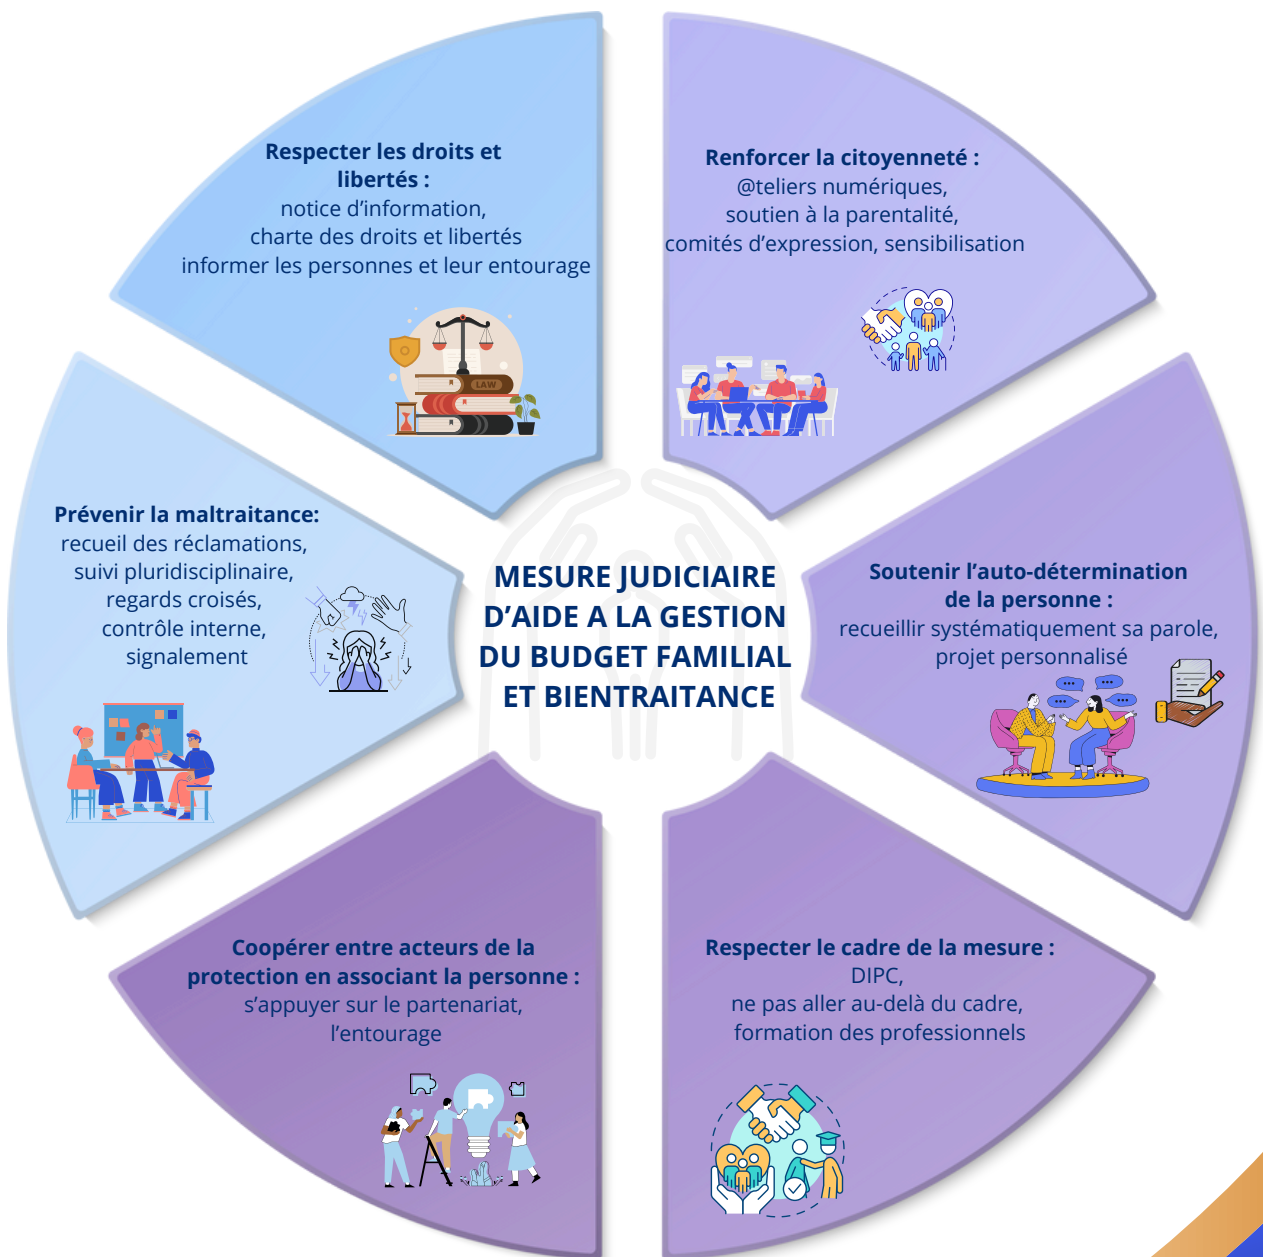 Respecter les droits et
libertés :
notice d'information,
charte des droits et libertés
informer les personnes et leur entourage
LAW
Renforcer la citoyenneté :
@teliers numériques,
soutien à la parentalité,
comités d'expression, sensibilisation
Prévenir la maltraitance:
recueil des réclamations,
suivi pluridisciplinaire,
regards croisés,
contrôle interne,
signalement
MESURE JUDICIAIRE
D'AIDE A LA GESTION
DU BUDGET FAMILIAL
ET BIENTRAITANCE
Soutenir l'auto-détermination
de la personne :
recueillir systématiquement sa parole,
projet personnalisé
Coopérer entre acteurs de la
protection en associant la personne :
s'appuyer sur le partenariat,
l'entourage
Respecter le cadre de la mesure :
DIPC,
ne pas aller au-delà du cadre,
formation des professionnels